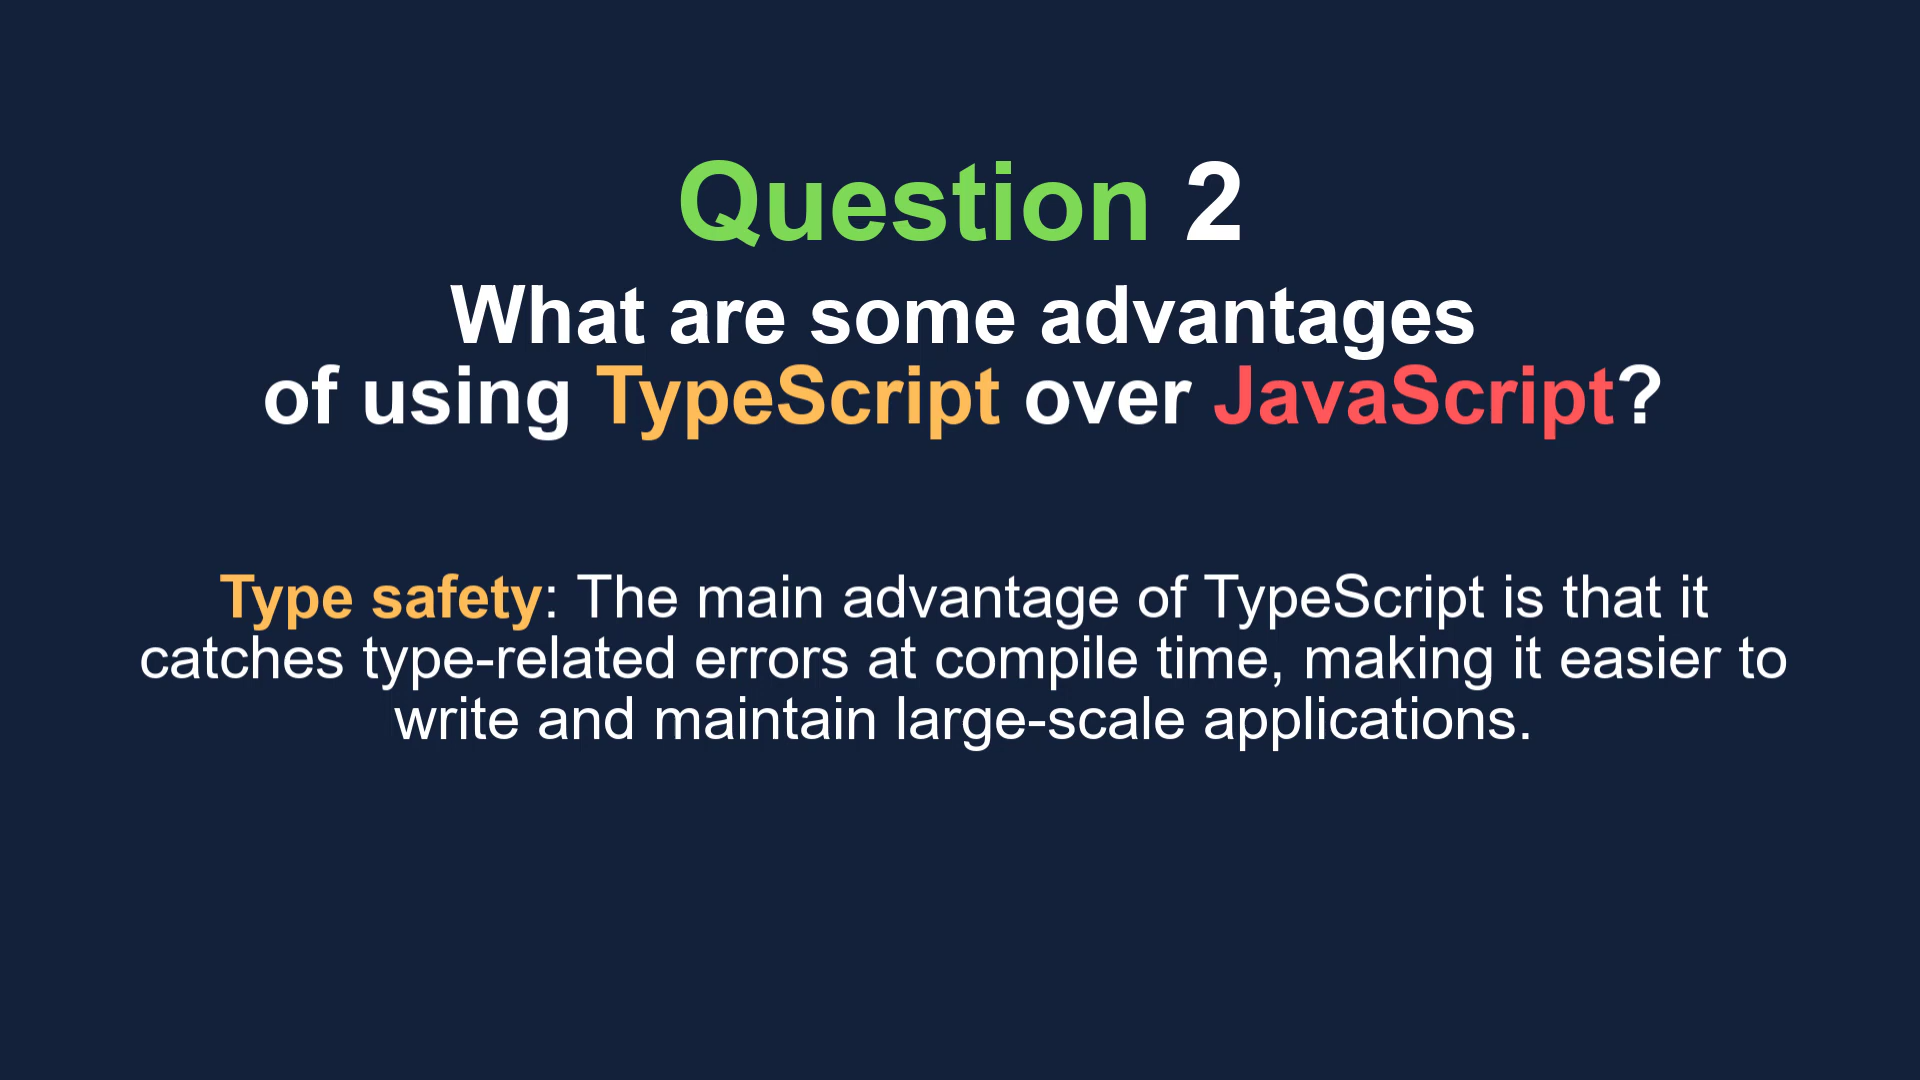 Question 2
What are some advantages
of using TypeScript over JavaScript?
Type safety: The main advantage of TypeScript is that it
catches type-related errors at compile time, making it easier to
write and maintain large-scale applications.